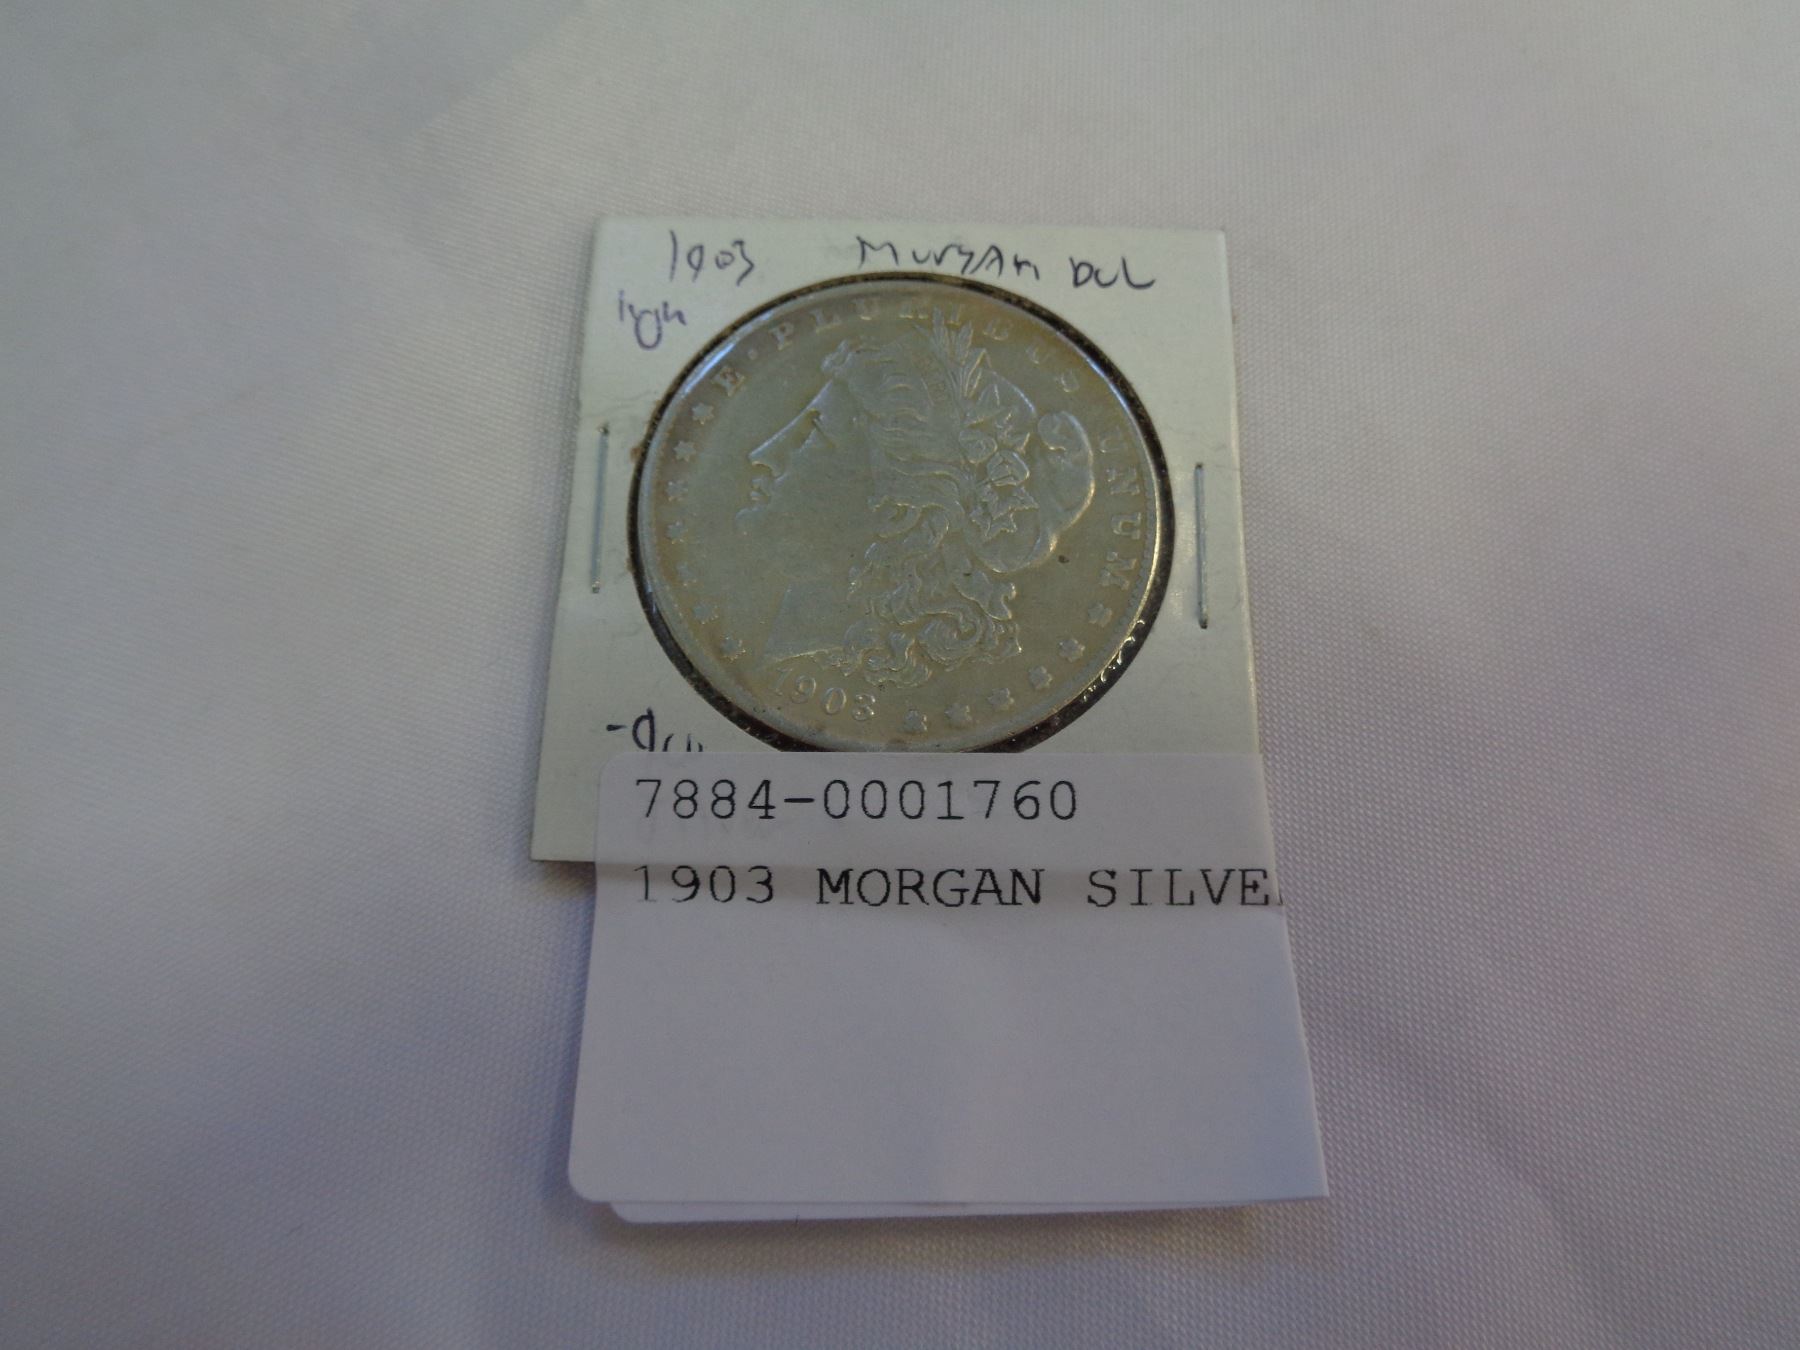 1903 Morgan Dol
E · PLURIBUS UNUM
1903
7884-0001760
1903 MORGAN SILVE